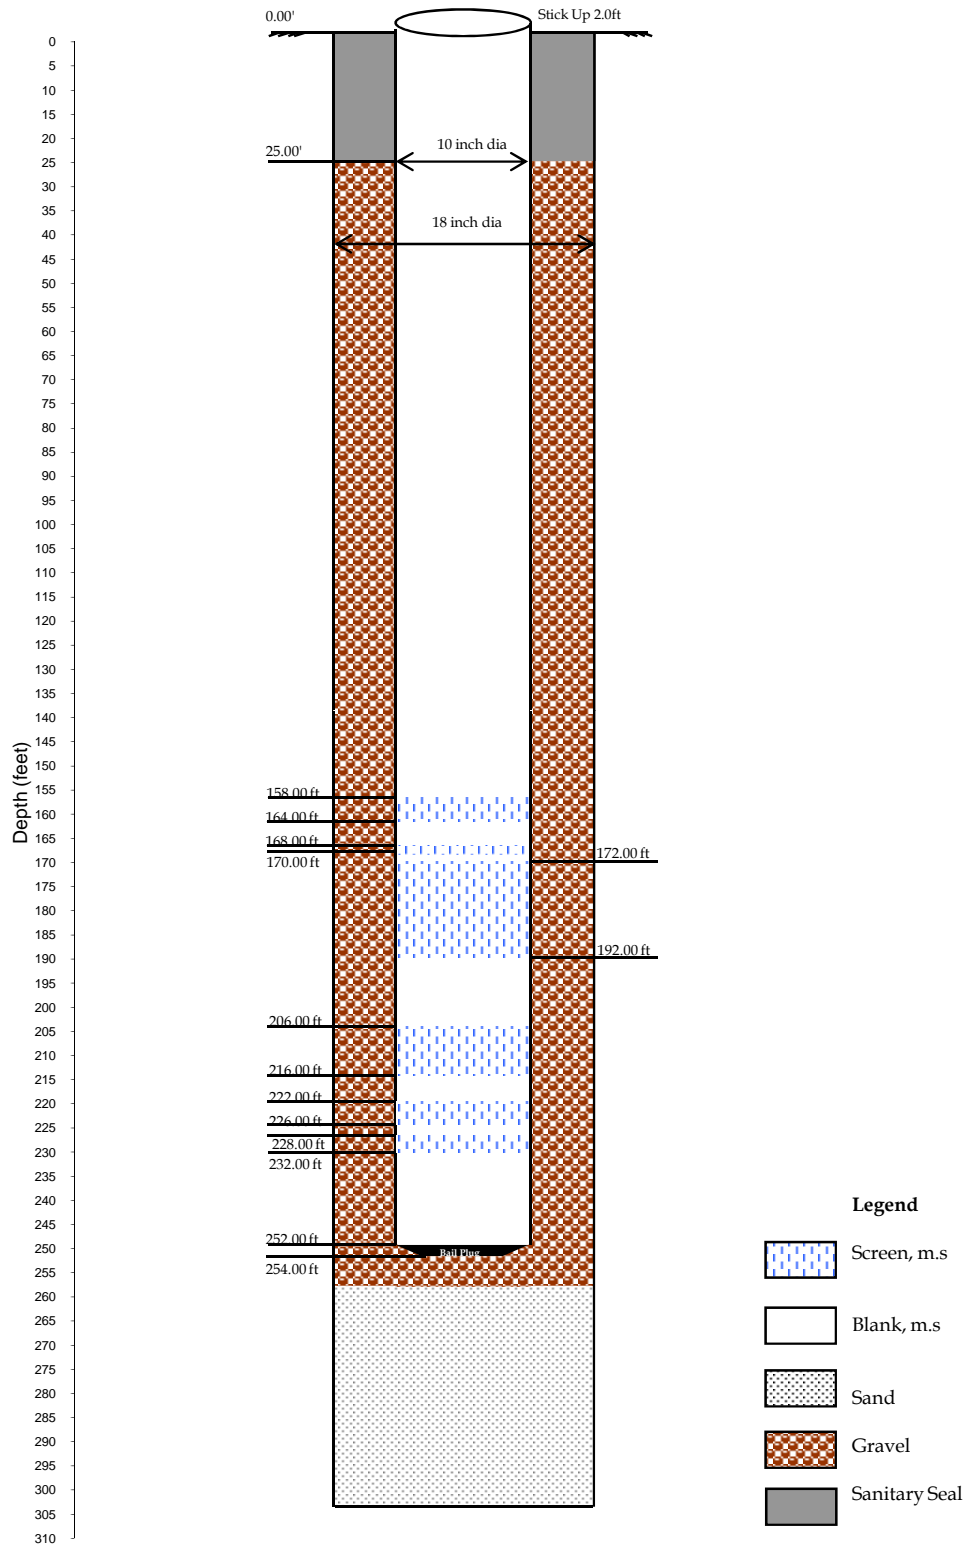 0.00'
Stick Up 2.0ft
0
5
10
15
20
25
30
35
40
45
50
55
60
65
70
75
80
85
90
95
100
105
110
115
120
125
130
135
140
145
150
155
160
165
170
175
180
185
190
195
200
205
210
215
220
225
230
235
240
245
250
255
260
265
270
275
280
285
290
295
300
305
310
Depth (feet)
10 inch dia
25.00'
18 inch dia
158.00 ft
164.00 ft
168.00 ft
170.00 ft
172.00 ft
192.00 ft
206.00 ft
216.00 ft
222.00 ft
226.00 ft
228.00 ft
232.00 ft
252.00 ft
Bail Plug
254.00 ft
Legend
Screen, m.s
Blank, m.s
Sand
Gravel
Sanitary Seal